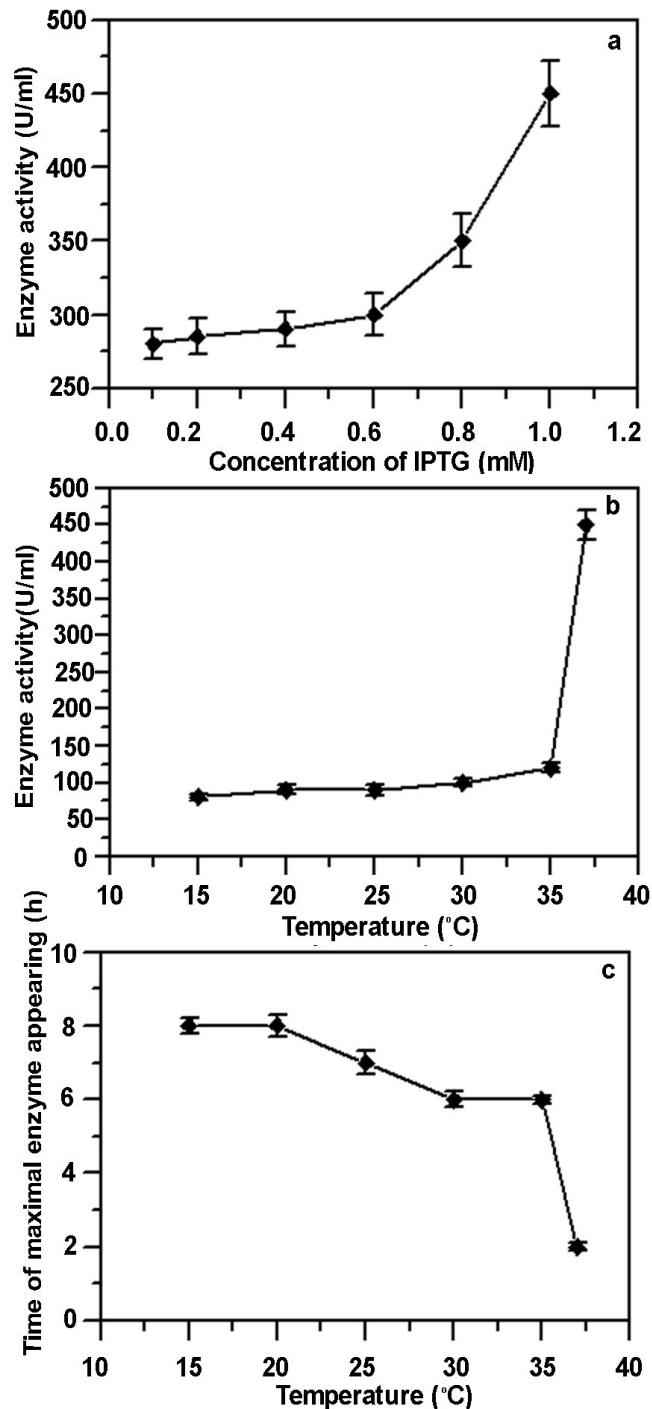 a
Enzyme activity (U/ml)
500
450
400
350
300
250
0.0 0.2 0.4 0.6 0.8 1.0 1.2
Concentration of IPTG (mM)
b
Enzyme activity(U/ml)
500
450
400
350
300
250
200
150
100
50
0
10 15 20 25 30 35 40
Temperature (°C)
c
Time of maximal enzyme appearing (h)
10
8
6
4
2
0
10 15 20 25 30 35 40
Temperature (°C)